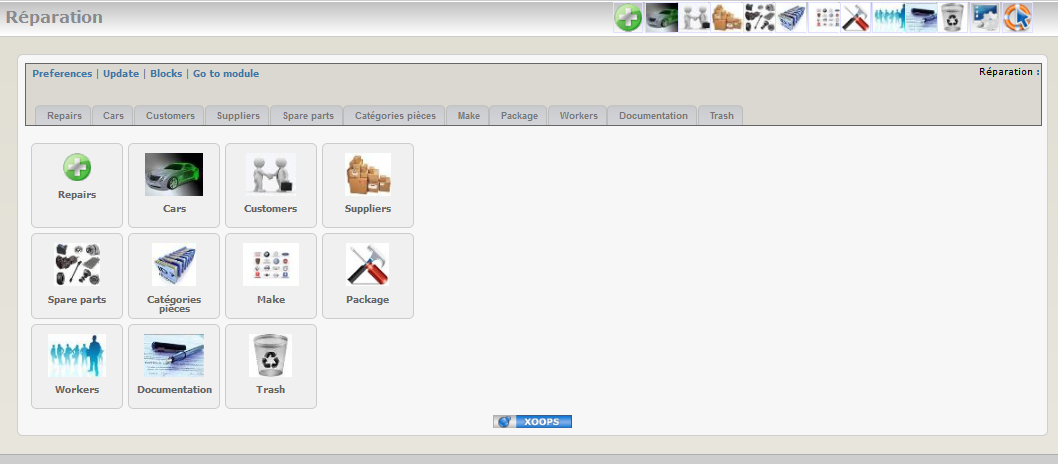 Réparation
Preferences | Update | Blocks | Go to module
Réparation :
Repairs Cars Customers Suppliers Spare parts Catégories pièces Make Package Workers Documentation Trash
Repairs Cars Customers Suppliers
Spare parts Catégories pièces Make Package
Workers Documentation Trash
XOOPS